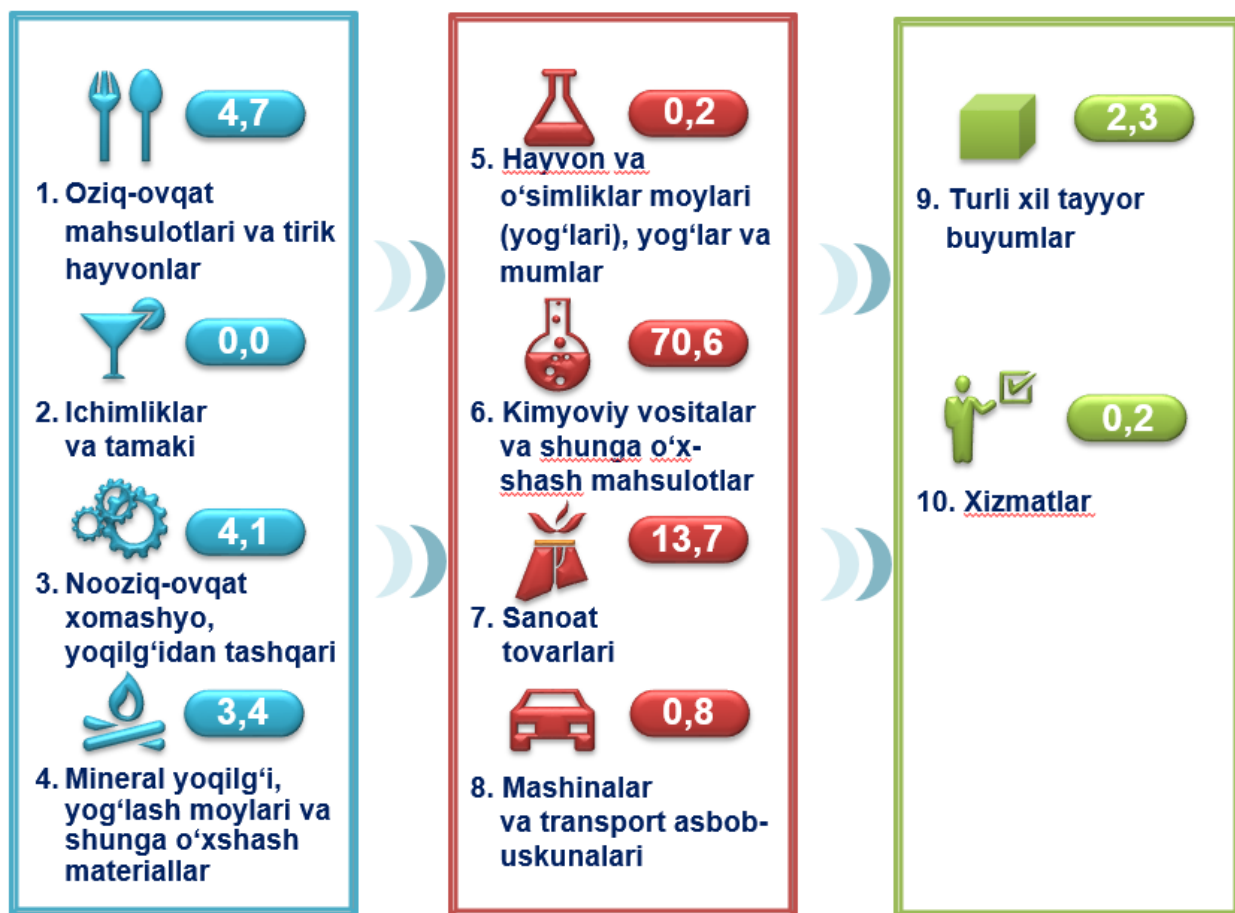 4,7
1. Oziq-ovqat
mahsulotlari va tirik
hayvonlar
0,0
2. Ichimliklar
va tamaki
4,1
3. Nooziq-ovqat
xomashyo,
yoqilg‘idan tashqari
3,4
4. Mineral yoqilg‘i,
yog‘lash moylari va
shunga o‘xshash
materiallar
0,2
5. Hayvon va
o‘simliklar moylari
(yog‘lari), yog‘lar va
mumlar
70,6
6. Kimyoviy vositalar
va shunga o‘x-
shash mahsulotlar
13,7
7. Sanoat
tovarlari
0,8
8. Mashinalar
va transport asbob-
uskunalari
2,3
9. Turli xil tayyor
buyumlar
0,2
10. Xizmatlar